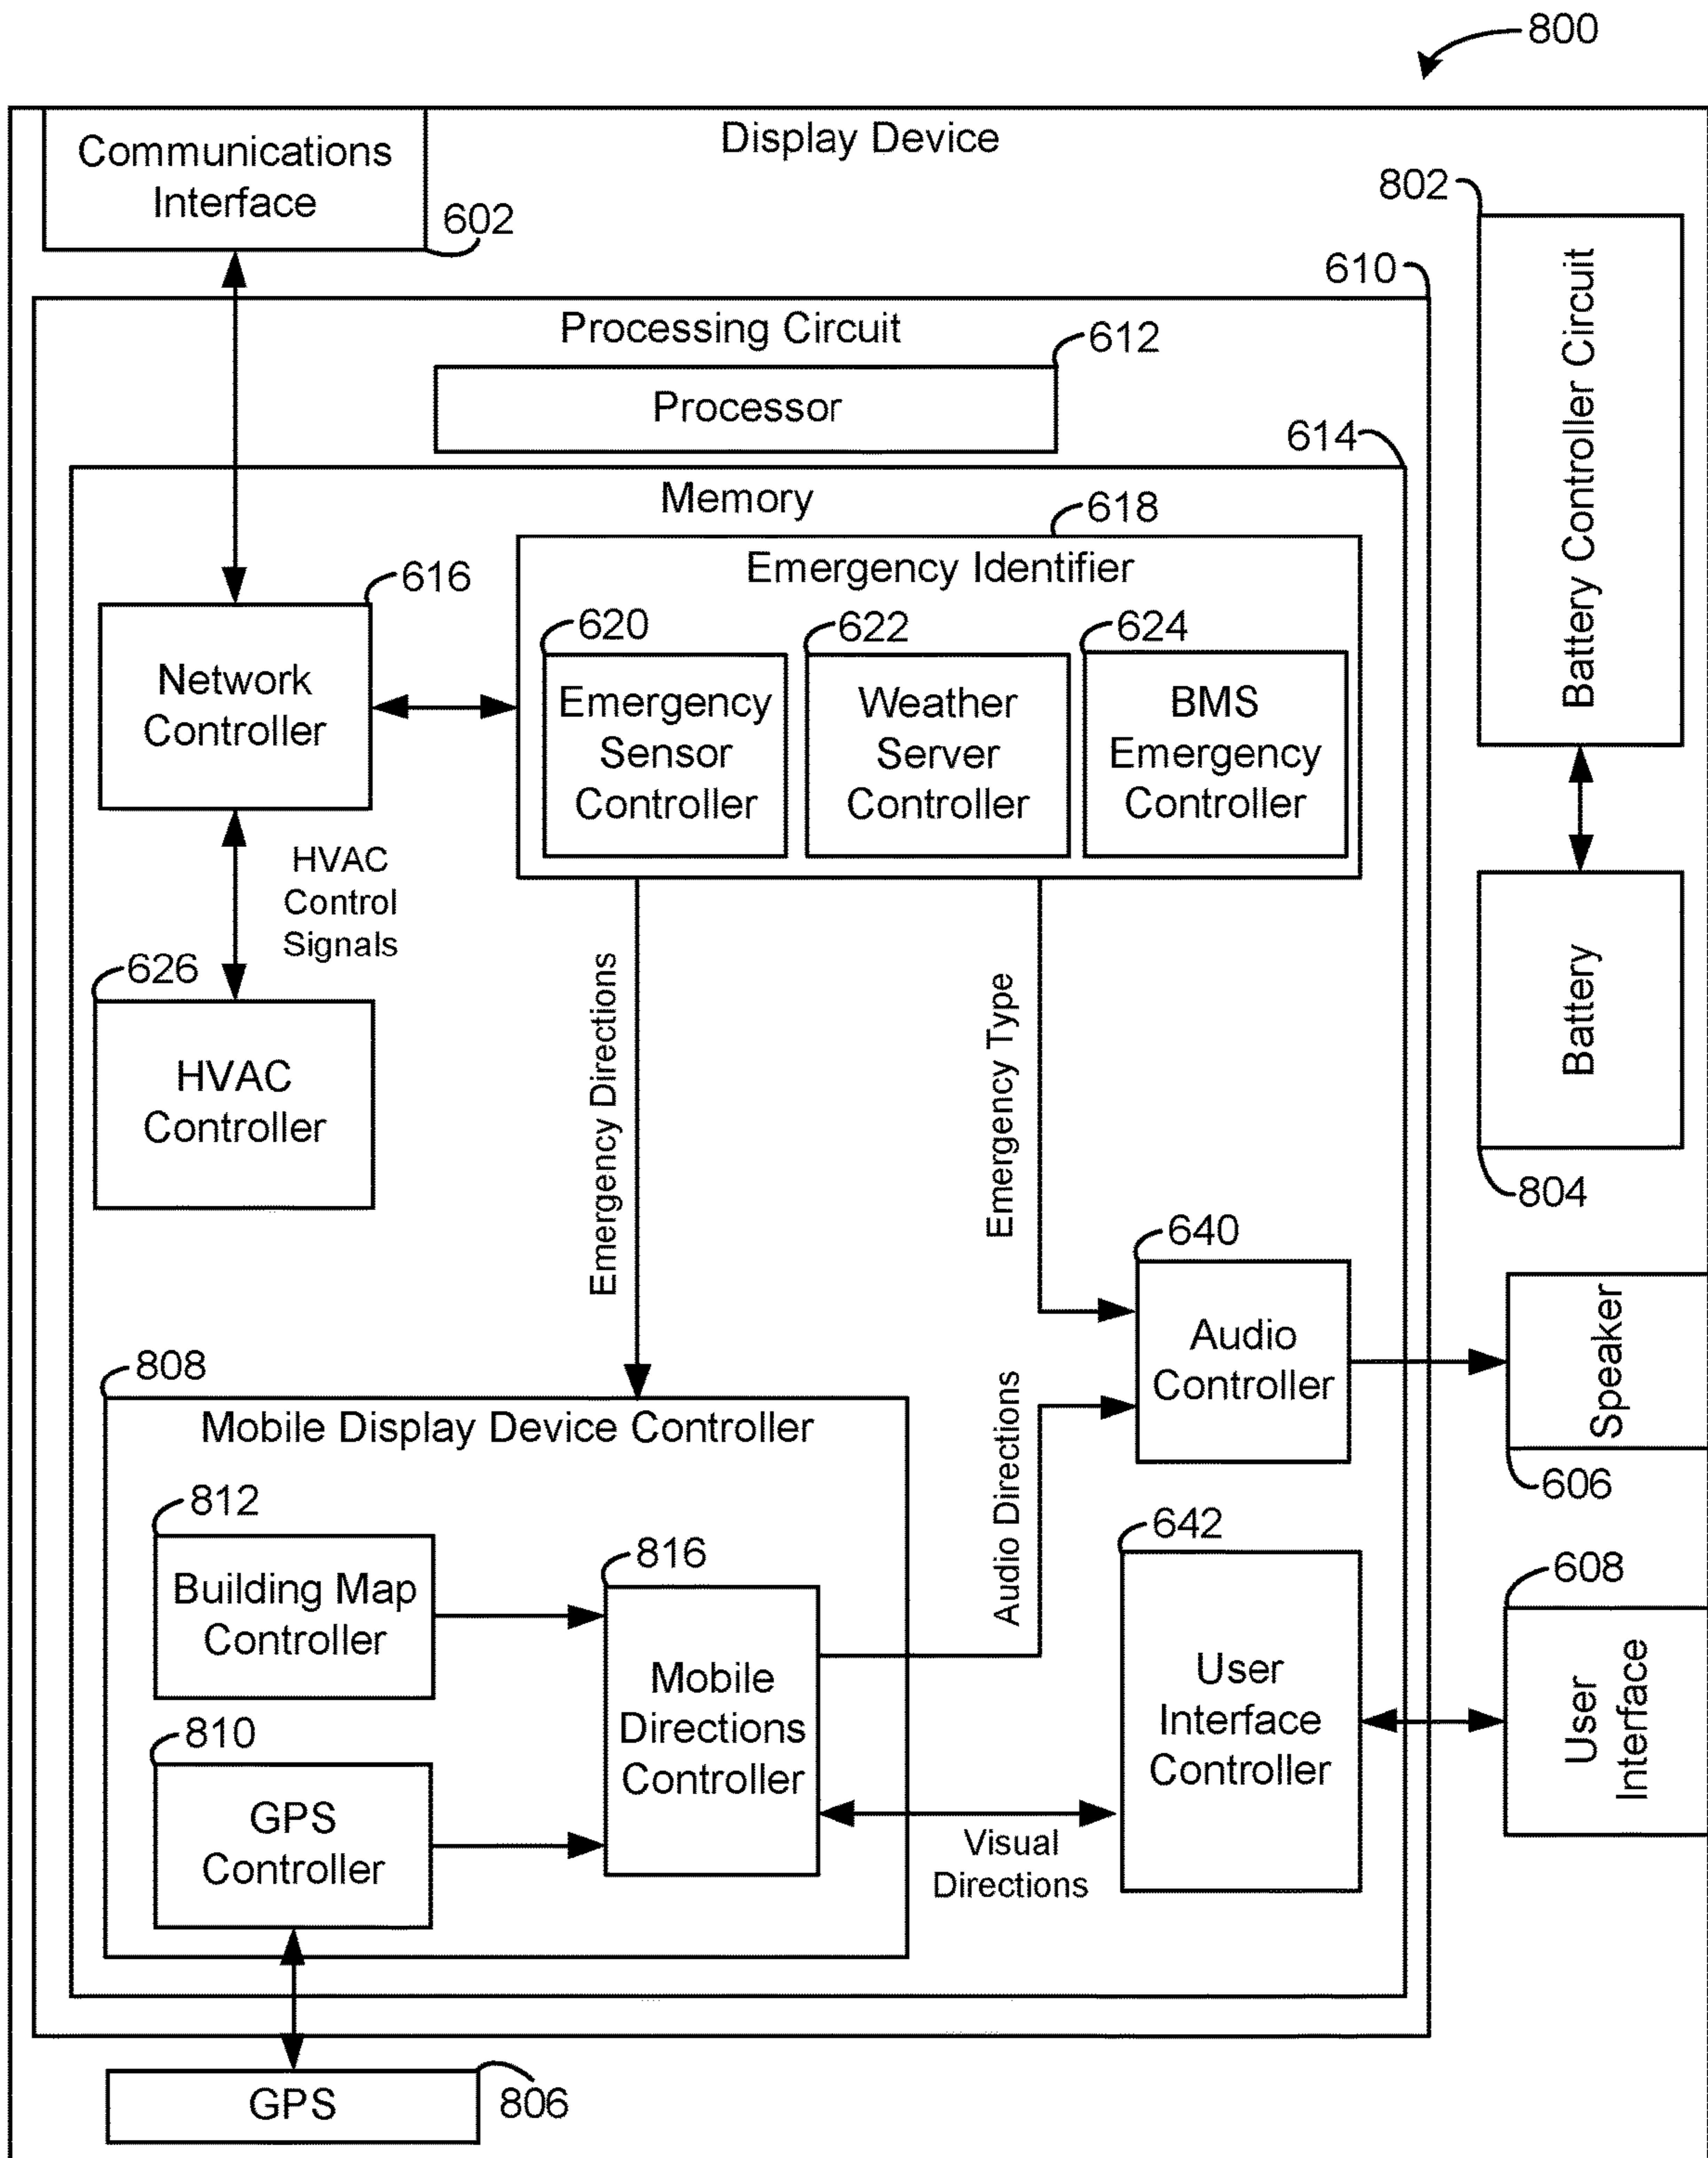 800
Communications
Interface
602
Display Device
802
Battery Controller Circuit
610
Processing Circuit
612
Processor
614
Memory
618
Emergency Identifier
616
Network
Controller
620
Emergency
Sensor
Controller
622
Weather
Server
Controller
624
BMS
Emergency
Controller
HVAC
Control
Signals
626
HVAC
Controller
Emergency Directions
Emergency Type
Battery
804
640
Audio
Controller
Speaker
606
808
Mobile Display Device Controller
Audio Directions
812
Building Map
Controller
816
Mobile
Directions
Controller
810
GPS
Controller
642
User
Interface
Controller
608
User
Interface
Visual
Directions
GPS
806